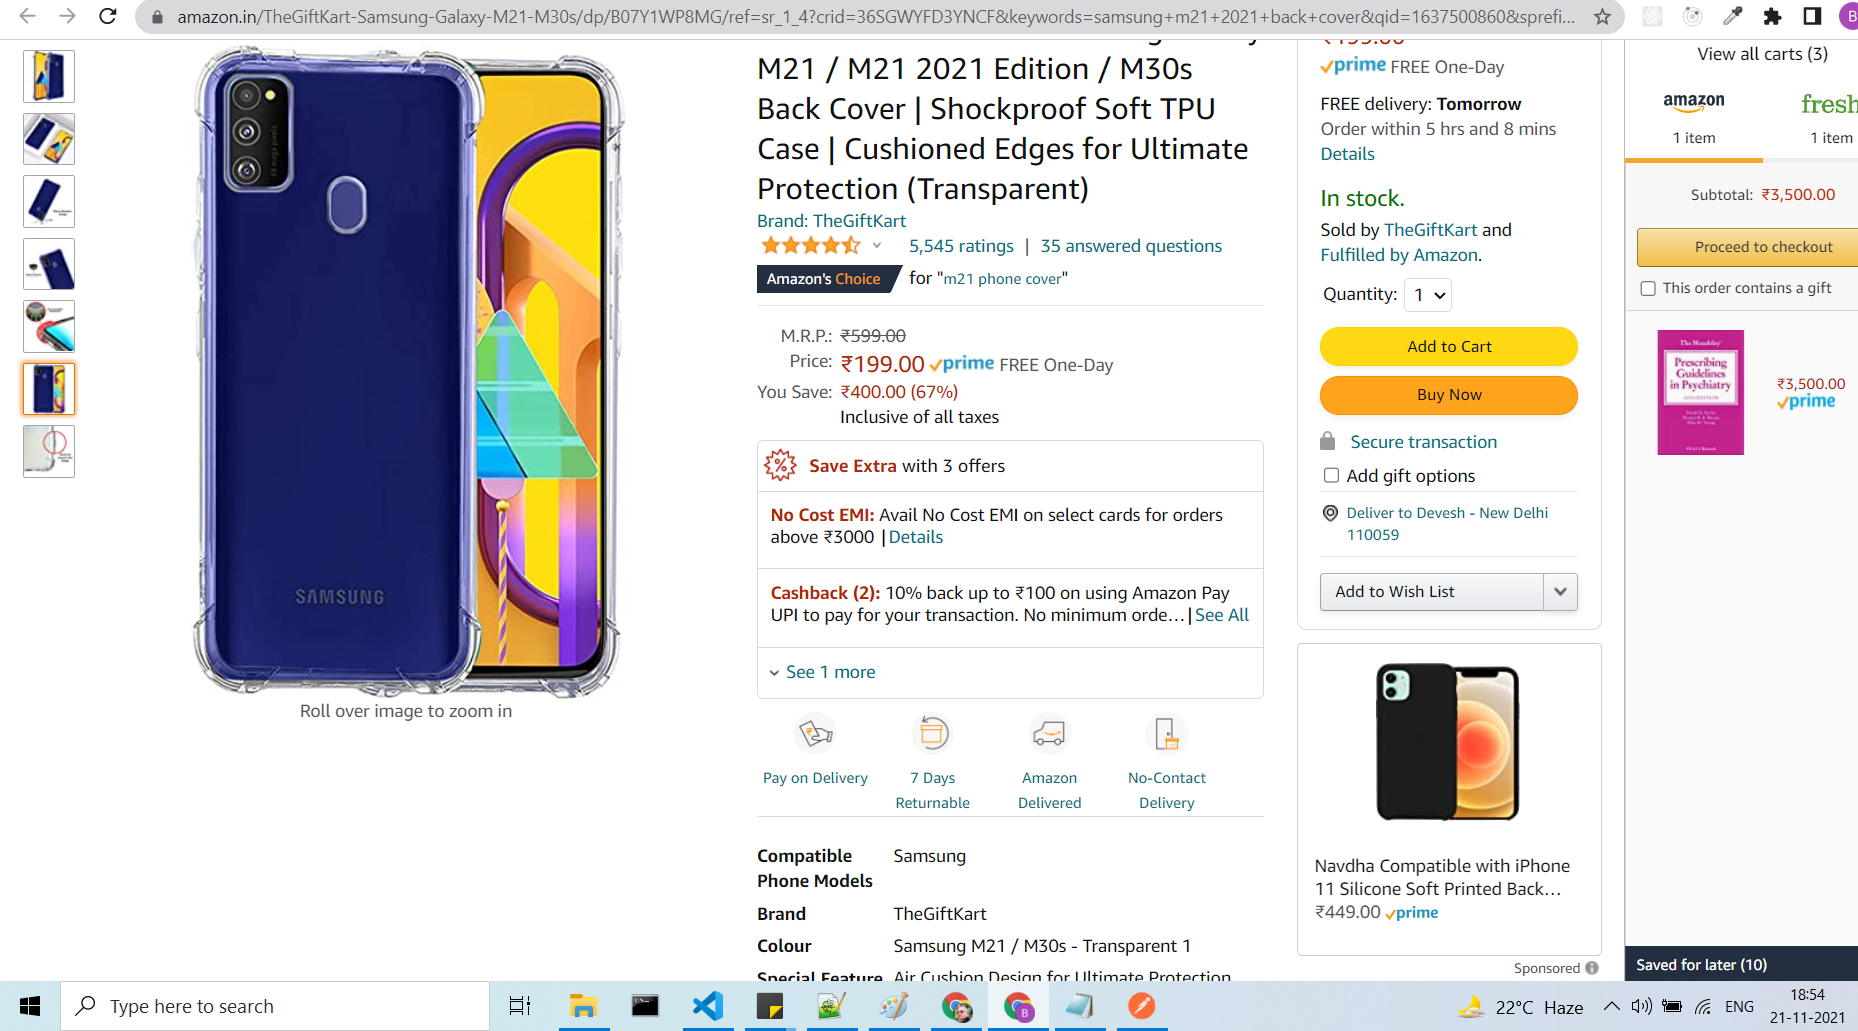 amazon.in/TheGiftKart-Samsung-Galaxy-M21-M30s/dp/B07Y1WP8MG/ref=sr_1_4?crid=36SGWYFD3YNCF&keywords=samsung+m21+2021+back+cover&qid=1637500860&sprefi...
B
48 mega pixels
SAMSUNG
Roll over image to zoom in
M21 / M21 2021 Edition / M30s
Back Cover | Shockproof Soft TPU
Case | Cushioned Edges for Ultimate
Protection (Transparent)
Brand: TheGiftKart
5,545 ratings | 35 answered questions
Amazon's Choice for "m21 phone cover"
M.R.P.: ₹599.00
Price: ₹199.00 prime FREE One-Day
You Save: ₹400.00 (67%)
Inclusive of all taxes
Save Extra with 3 offers
No Cost EMI: Avail No Cost EMI on select cards for orders
above ₹3000 | Details
Cashback (2): 10% back up to ₹100 on using Amazon Pay
UPI to pay for your transaction. No minimum orde... | See All
See 1 more
Pay on Delivery
7 Days
Returnable
Amazon
Delivered
No-Contact
Delivery
Compatible
Phone Models
Samsung
Brand TheGiftKart
Colour Samsung M21 / M30s - Transparent 1
Special Feature Air Cushion Design for Ultimate Protection
₹199.00
prime FREE One-Day
FREE delivery: Tomorrow
Order within 5 hrs and 8 mins
Details
In stock.
Sold by TheGiftKart and
Fulfilled by Amazon.
Quantity: 1
Add to Cart
Buy Now
Secure transaction
Add gift options
Deliver to Devesh - New Delhi
110059
Add to Wish List
Navdha Compatible with iPhone
11 Silicone Soft Printed Back...
₹449.00 prime
Sponsored
View all carts (3)
amazon
1 item
fresh
1 item
Subtotal: ₹3,500.00
Proceed to checkout
This order contains a gift
The Maudsley
Prescribing
Guidelines
in Psychiatry
₹3,500.00
prime
Saved for later (10)
Type here to search
B
22°C Haze
ENG
18:54
21-11-2021